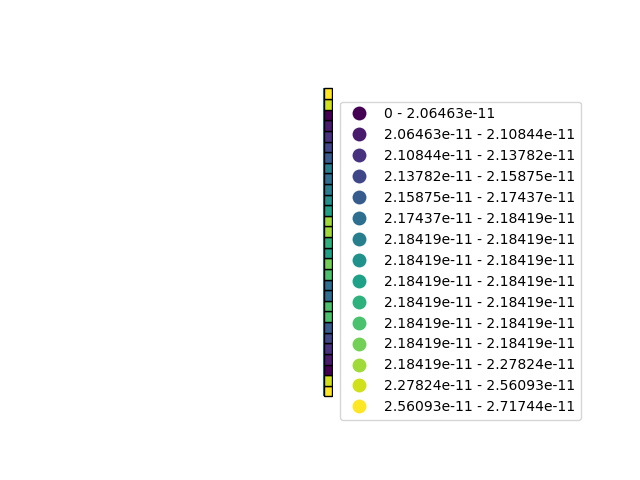 0 - 2.06463e-11
2.06463e-11 - 2.10844e-11
2.10844e-11 - 2.13782e-11
2.13782e-11 - 2.15875e-11
2.15875e-11 - 2.17437e-11
2.17437e-11 - 2.18419e-11
2.18419e-11 - 2.18419e-11
2.18419e-11 - 2.18419e-11
2.18419e-11 - 2.18419e-11
2.18419e-11 - 2.18419e-11
2.18419e-11 - 2.18419e-11
2.18419e-11 - 2.18419e-11
2.18419e-11 - 2.27824e-11
2.27824e-11 - 2.56093e-11
2.56093e-11 - 2.71744e-11